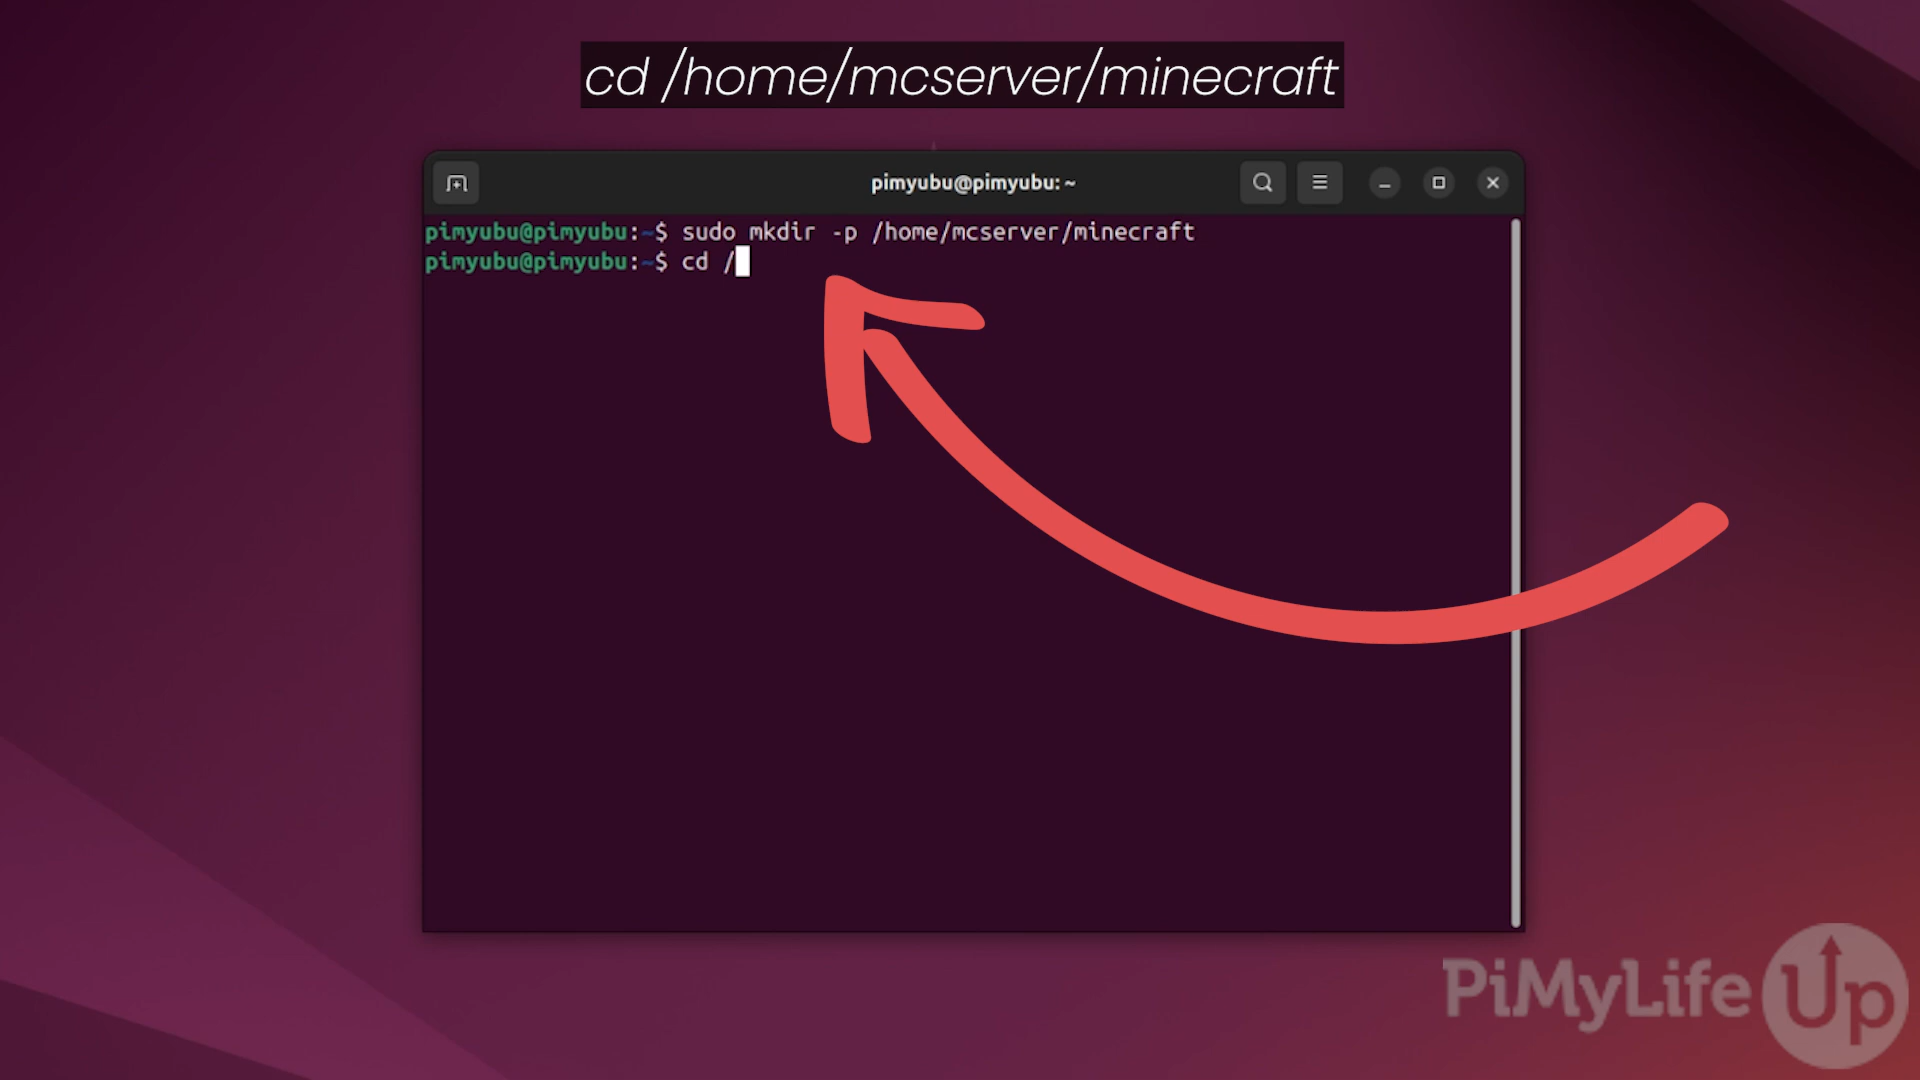 cd /home/mcserver/minecraft
pimyubu@pimyubu: ~
pimyubu@pimyubu:~$ sudo mkdir -p /home/mcserver/minecraft
pimyubu@pimyubu:~$ cd /
PiMyLifeUp